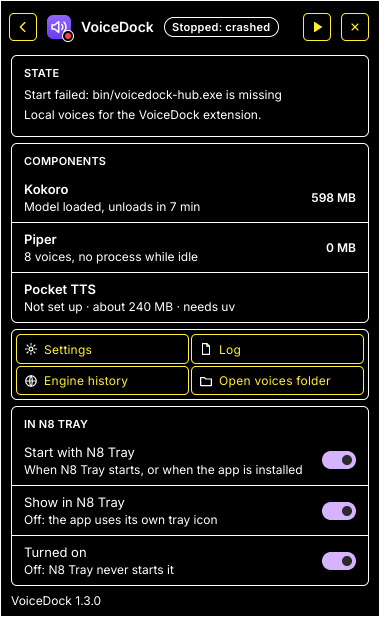 VoiceDock Stopped: crashed
STATE
Start failed: bin/voicedock-hub.exe is missing
Local voices for the VoiceDock extension.
COMPONENTS
Kokoro
Model loaded, unloads in 7 min
598 MB
Piper
8 voices, no process while idle
0 MB
Pocket TTS
Not set up · about 240 MB · needs uv
Settings
Log
Engine history
Open voices folder
IN N8 TRAY
Start with N8 Tray
When N8 Tray starts, or when the app is installed
Show in N8 Tray
Off: the app uses its own tray icon
Turned on
Off: N8 Tray never starts it
VoiceDock 1.3.0